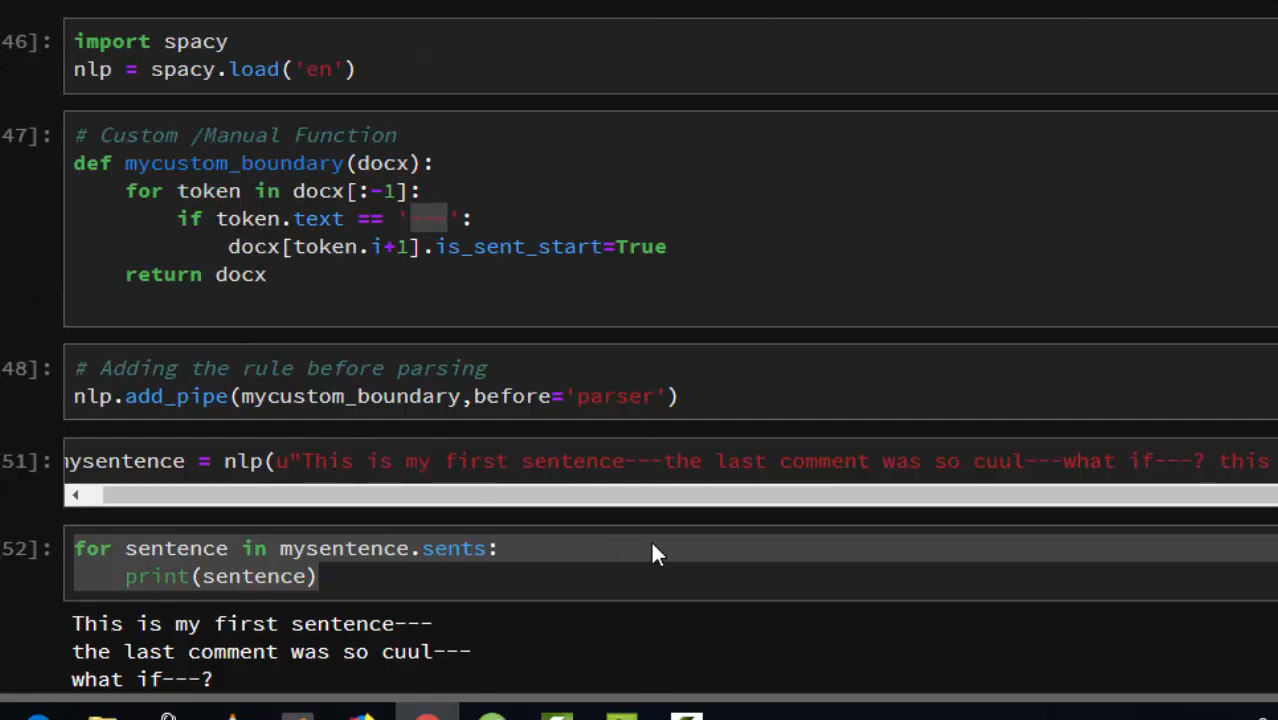 46]:
import spacy
nlp = spacy.load('en')
47]:
# Custom /Manual Function
def mycustom_boundary(docx):
    for token in docx[:-1]:
        if token.text == '---':
            docx[token.i+1].is_sent_start=True
    return docx
48]:
# Adding the rule before parsing
nlp.add_pipe(mycustom_boundary,before='parser')
51]:
mysentence = nlp(u"This is my first sentence---the last comment was so cuul---what if---? this
52]:
for sentence in mysentence.sents:
    print(sentence)
This is my first sentence---
the last comment was so cuul---
what if---?